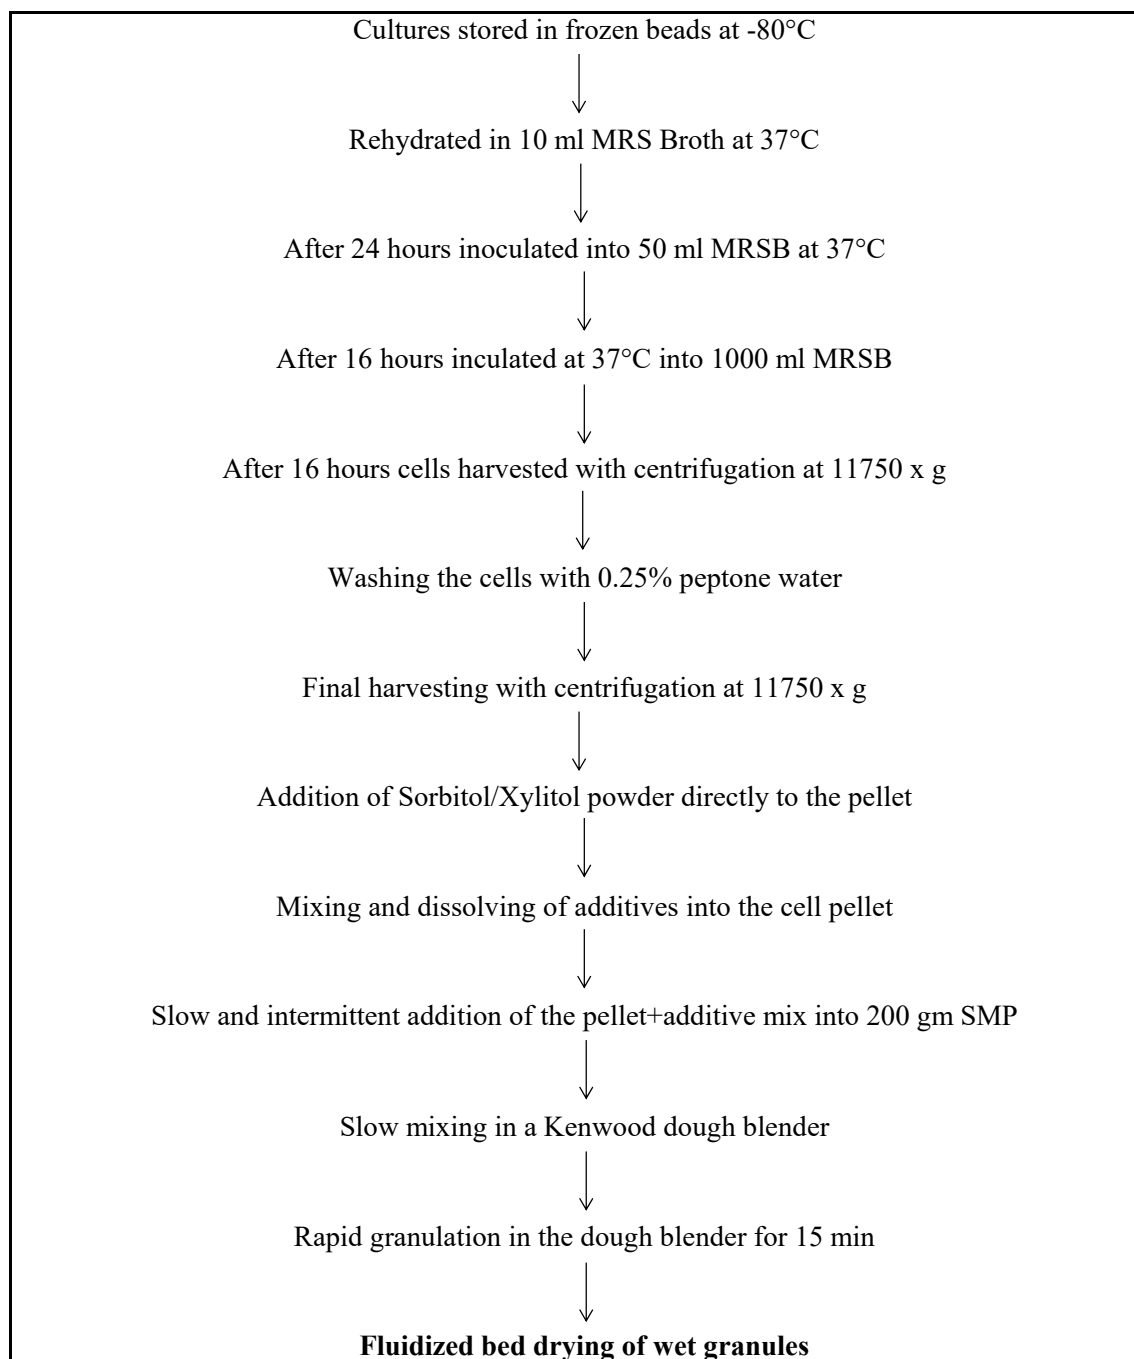 Cultures stored in frozen beads at -80°C
Rehydrated in 10 ml MRS Broth at 37°C
After 24 hours inoculated into 50 ml MRSB at 37°C
After 16 hours inculated at 37°C into 1000 ml MRSB
After 16 hours cells harvested with centrifugation at 11750 x g
Washing the cells with 0.25% peptone water
Final harvesting with centrifugation at 11750 x g
Addition of Sorbitol/Xylitol powder directly to the pellet
Mixing and dissolving of additives into the cell pellet
Slow and intermittent addition of the pellet+additive mix into 200 gm SMP
Slow mixing in a Kenwood dough blender
Rapid granulation in the dough blender for 15 min
Fluidized bed drying of wet granules